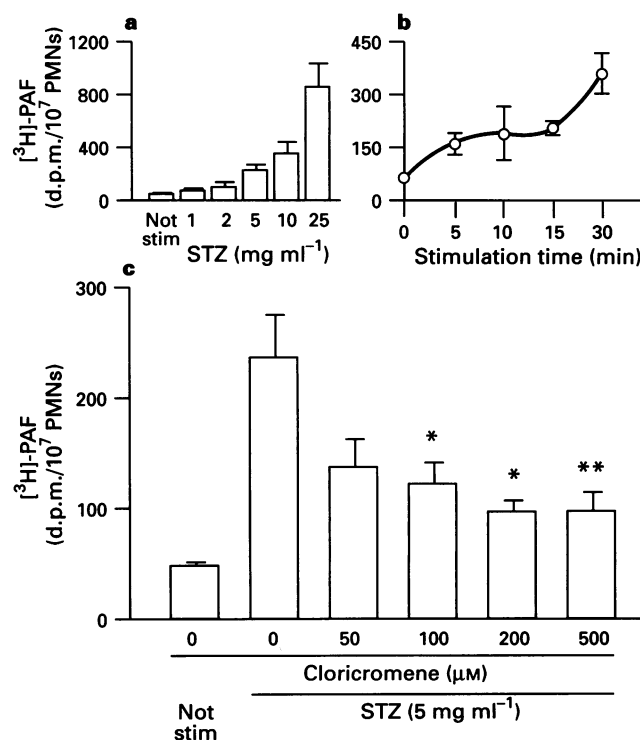 a
[³H]-PAF
(d.p.m./10⁷ PMNs)
1200
800
400
0
Not stim 1 2 5 10 25
STZ (mg ml⁻¹)
b
450
300
150
0
0 5 10 15 30
Stimulation time (min)
c
[³H]-PAF
(d.p.m./10⁷ PMNs)
300
200
100
0
* * **
0 0 50 100 200 500
Cloricromene (μM)
Not stim
STZ (5 mg ml⁻¹)